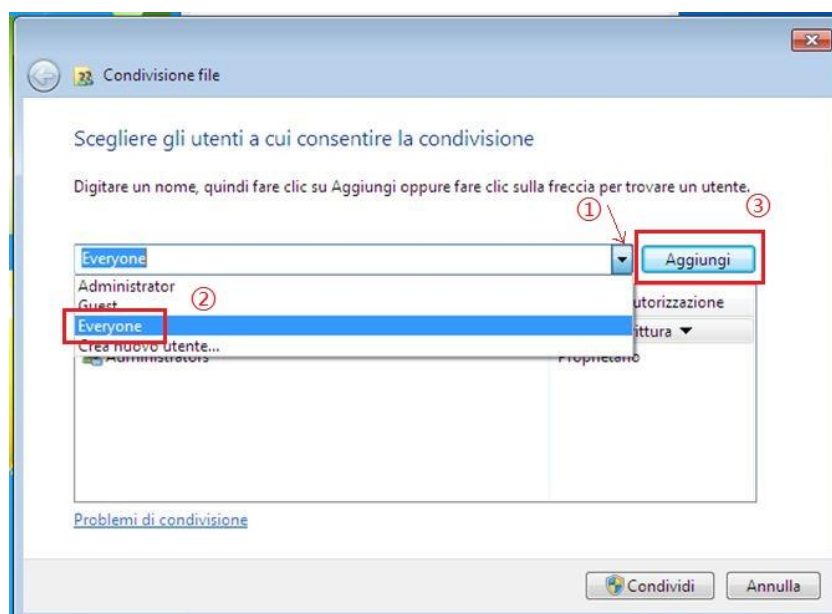 Condivisione file
Scegliere gli utenti a cui consentire la condivisione
Digitare un nome, quindi fare clic su Aggiungi oppure fare clic sulla freccia per trovare un utente.
① ③
Everyone Aggiungi
Administrator
Guest ② utorizzazione
Everyone ittura
Crea nuovo utente...
Administrators Proprietario
Problemi di condivisione
Condividi Annulla